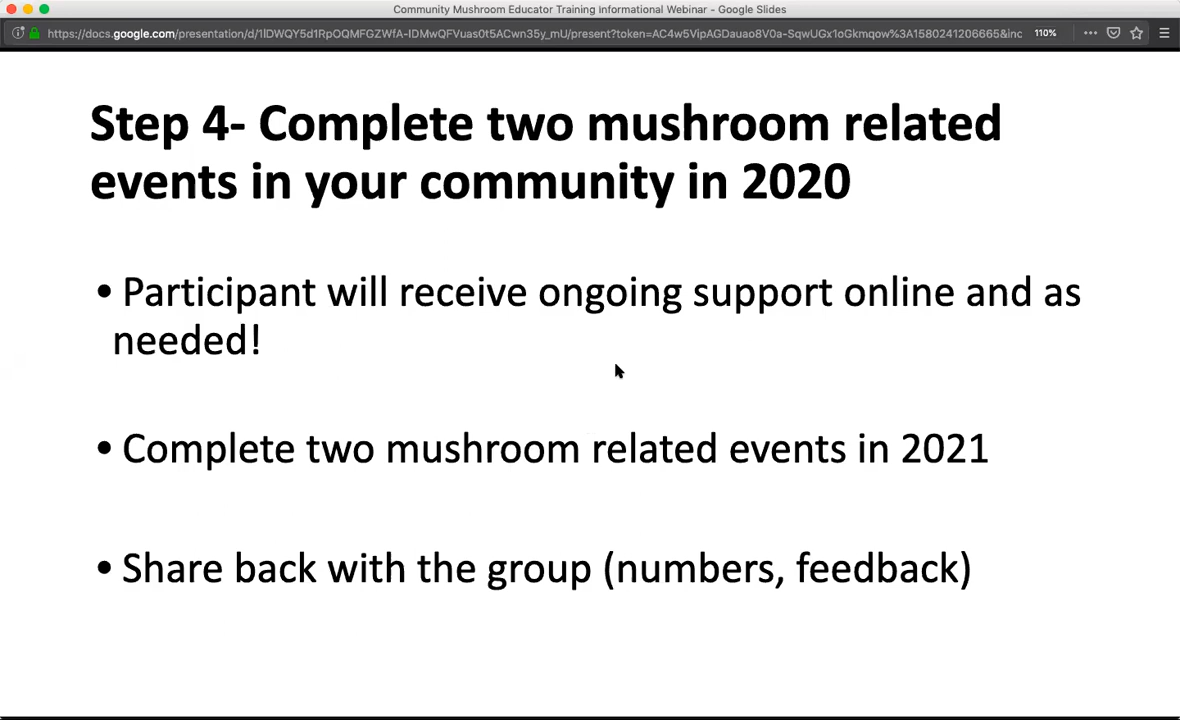 Community Mushroom Educator Training informational Webinar - Google Slides
110%
Step 4- Complete two mushroom related
events in your community in 2020
• Participant will receive ongoing support online and as
needed!
• Complete two mushroom related events in 2021
• Share back with the group (numbers, feedback)